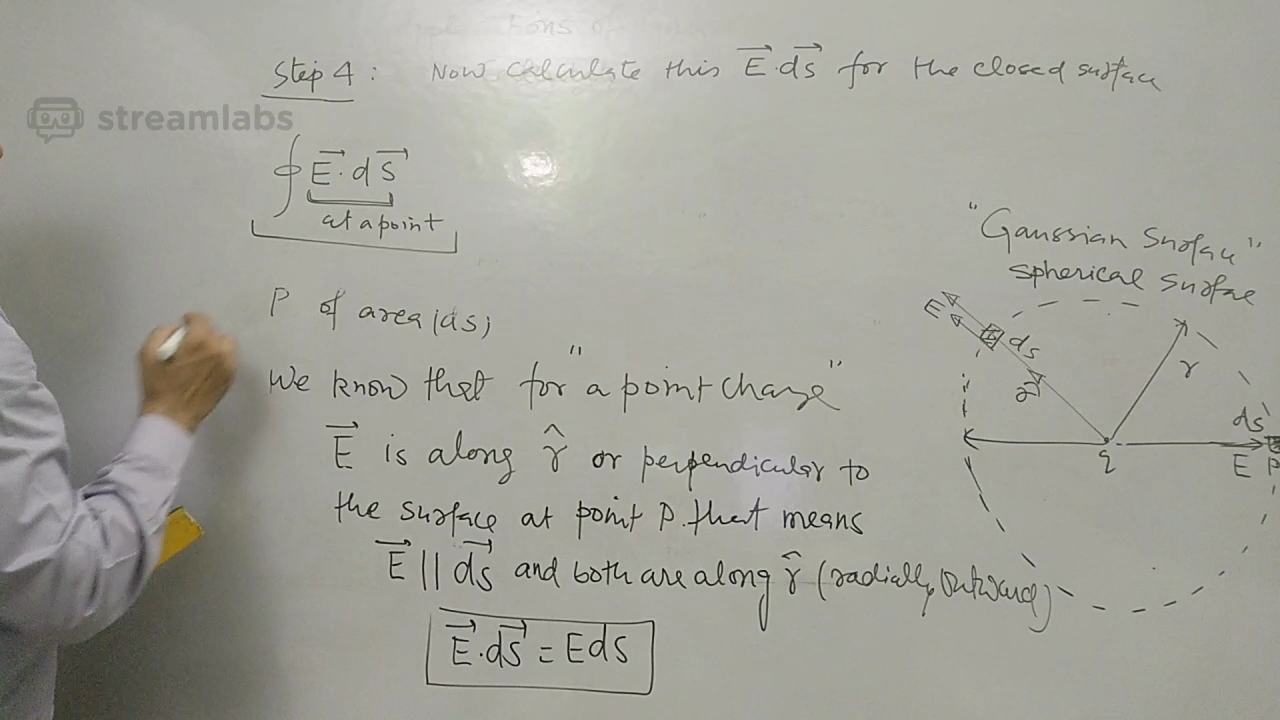 Step 4 : Now calculate this E⃗.ds⃗ for the closed surface
streamlabs
∮ E⃗.dS⃗
at a point
P of area (ds)
We know that for "a point charge"
E⃗ is along r̂ or perpendicular to
the surface at point P. that means
E⃗ || ds⃗ and both are along r̂ (radially outward)
E⃗.dS⃗ = EdS
"Gaussian Surface"
spherical surface
E
ds
r̂
r
q
ds
E P